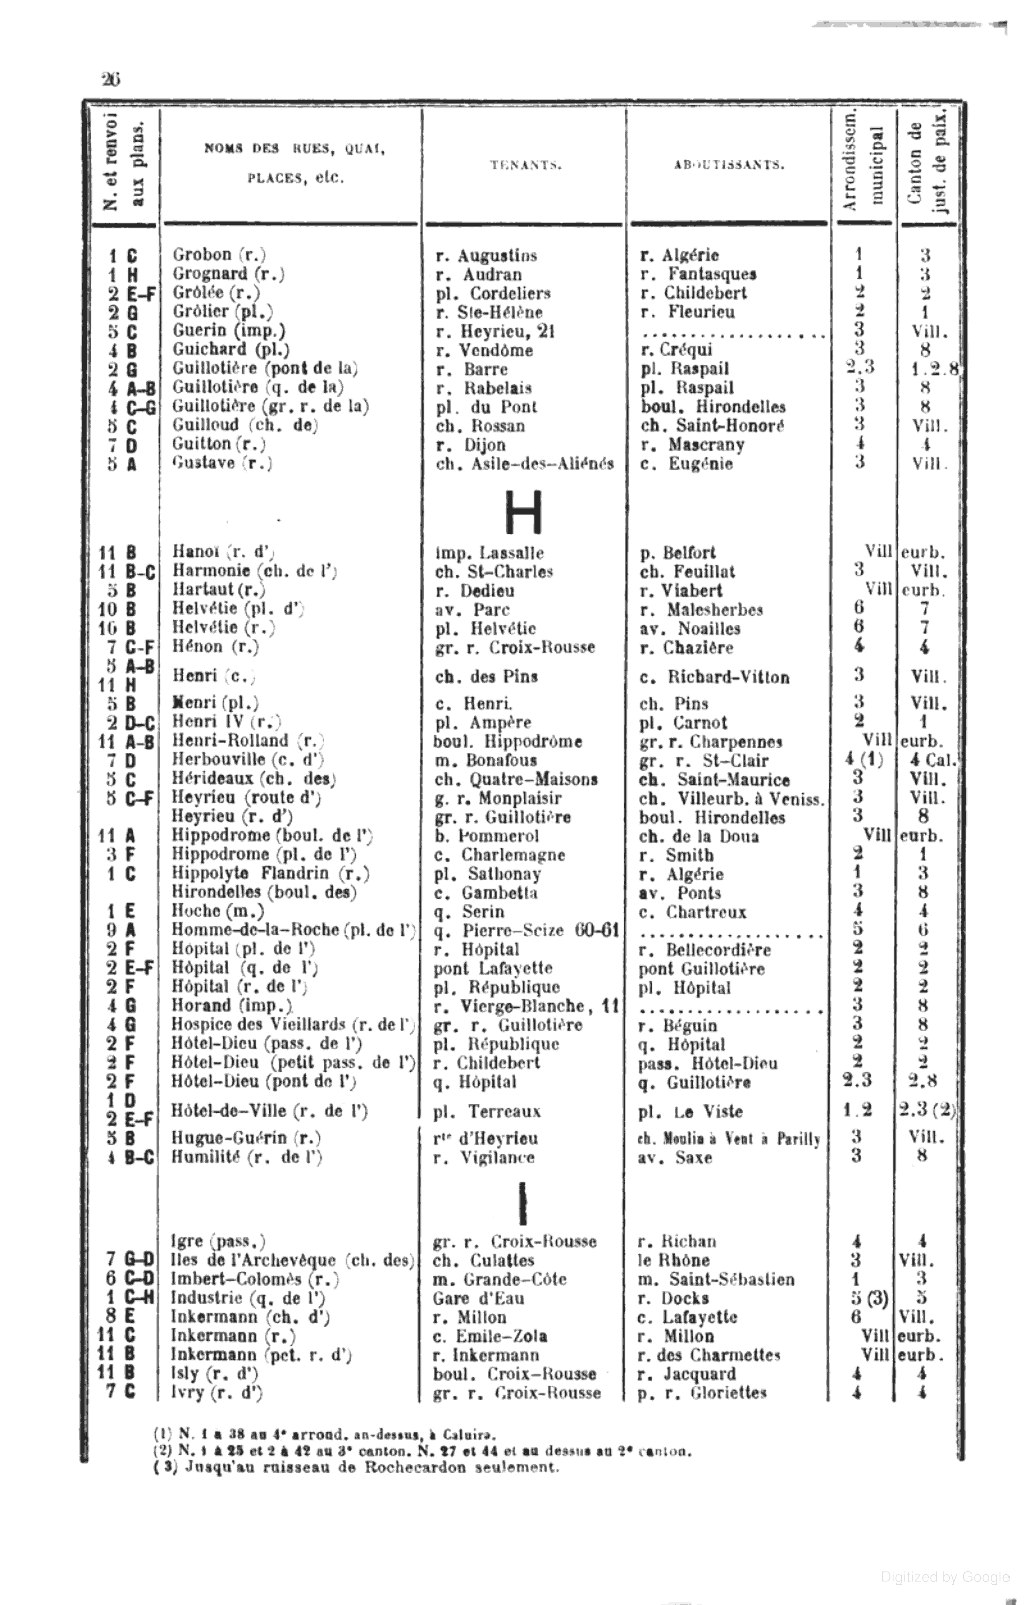 26
N. et renvoi aux plans. NOMS DES RUES, QUAI, PLACES, etc. TENANTS. ABOUTISSANTS. Arrondissem. municipal Canton de just. de paix.
1 C Grobon (r.) r. Augustins r. Algérie 1 3
1 H Grognard (r.) r. Audran r. Fantasques 1 3
2 E-F Grôlée (r.) pl. Cordeliers r. Childebert 2 2
2 G Grôlier (pl.) r. Ste-Hélène r. Fleurieu 2 1
5 C Guerin (imp.) r. Heyrieu, 21 .................. 3 Vill.
4 B Guichard (pl.) r. Vendôme r. Créqui 3 8
2 G Guillotière (pont de la) r. Barre pl. Raspail 2.3 1.2.8
4 A-B Guillotière (q. de la) r. Rabelais pl. Raspail 3 8
4 C-G Guillotière (gr. r. de la) pl. du Pont boul. Hirondelles 3 8
5 C Guilloud (ch. de) ch. Rossan ch. Saint-Honoré 3 Vill.
7 D Guitton (r.) r. Dijon r. Mascrany 4 4
5 A Gustave (r.) ch. Asile-des-Aliénés c. Eugénie 3 Vill.
H
11 B Hanoï (r. d') imp. Lassalle p. Belfort Villeurb.
11 B-C Harmonie (ch. de l') ch. St-Charles ch. Feuillat 3 Vill.
5 B Hartaut (r.) r. Dedieu r. Viabert Villeurb.
10 B Helvétie (pl. d') av. Parc r. Malesherbes 6 7
10 B Helvétie (r.) pl. Helvétie av. Noailles 6 7
7 C-F Hénon (r.) gr. r. Croix-Rousse r. Chazière 4 4
5 A-B
11 H Henri (c.) ch. des Pins c. Richard-Vitton 3 Vill.
5 B Henri (pl.) c. Henri. ch. Pins 3 Vill.
2 D-C Henri IV (r.) pl. Ampère pl. Carnot 2 1
11 A-B Henri-Rolland (r.) boul. Hippodrôme gr. r. Charpennes Villeurb.
7 D Herbouville (c. d') m. Bonafous gr. r. St-Clair 4 (1) 4 Cal.
5 C Hérideaux (ch. des) ch. Quatre-Maisons ch. Saint-Maurice 3 Vill.
5 C-F Heyrieu (route d') g. r. Monplaisir ch. Villeurb. à Veniss. 3 Vill.
Heyrieu (r. d') gr. r. Guillotière boul. Hirondelles 3 8
11 A Hippodrome (boul. de l') b. Pommerol ch. de la Doua Villeurb.
3 F Hippodrome (pl. de l') c. Charlemagne r. Smith 2 1
1 C Hippolyte Flandrin (r.) pl. Sathonay r. Algérie 1 3
Hirondelles (boul. des) c. Gambetta av. Ponts 3 8
1 E Hoche (m.) q. Serin c. Chartreux 4 4
9 A Homme-de-la-Roche (pl. de l') q. Pierre-Scize 60-61 .................. 5 6
2 F Hopital (pl. de l') r. Hôpital r. Bellecordière 2 2
2 E-F Hôpital (q. de l') pont Lafayette pont Guillotière 2 2
2 F Hôpital (r. de l') pl. République pl. Hôpital 2 2
4 G Horand (imp.) r. Vierge-Blanche, 11 .................. 3 8
4 G Hospice des Vieillards (r. de l') gr. r. Guillotière r. Béguin 3 8
2 F Hôtel-Dieu (pass. de l') pl. République q. Hôpital 2 2
2 F Hôtel-Dieu (petit pass. de l') r. Childebert pass. Hôtel-Dieu 2 2
2 F Hôtel-Dieu (pont de l') q. Hôpital q. Guillotière 2.3 2.8
1 D
2 E-F Hôtel-de-Ville (r. de l') pl. Terreaux pl. Le Viste 1.2 2.3 (2)
5 B Hugue-Guérin (r.) rte d'Heyrieu ch. Moulin à Vent à Parilly 3 Vill.
4 B-C Humilité (r. de l') r. Vigilance av. Saxe 3 8
I
Igre (pass.) gr. r. Croix-Rousse r. Richan 4 4
7 G-D Iles de l'Archevêque (ch. des) ch. Culattes le Rhône 3 Vill.
6 C-D Imbert-Colomès (r.) m. Grande-Côte m. Saint-Sébastien 1 3
1 C-H Industrie (q. de l') Gare d'Eau r. Docks 5 (3) 5
8 E Inkermann (ch. d') r. Millon c. Lafayette 6 Vill.
11 C Inkermann (r.) c. Emile-Zola r. Millon Villeurb.
11 B Inkermann (pet. r. d') r. Inkermann r. des Charmettes Villeurb.
11 B Isly (r. d') boul. Croix-Rousse r. Jacquard 4 4
7 C Ivry (r. d') gr. r. Croix-Rousse p. r. Gloriettes 4 4
(1) N. 1 a 38 au 4e arrond. an-dessus, à Caluire.
(2) N. 1 à 25 et 2 à 42 au 3e canton. N. 27 et 44 et au dessus au 2e canton.
(3) Jusqu'au ruisseau de Rochecardon seulement.
Digitized by Google